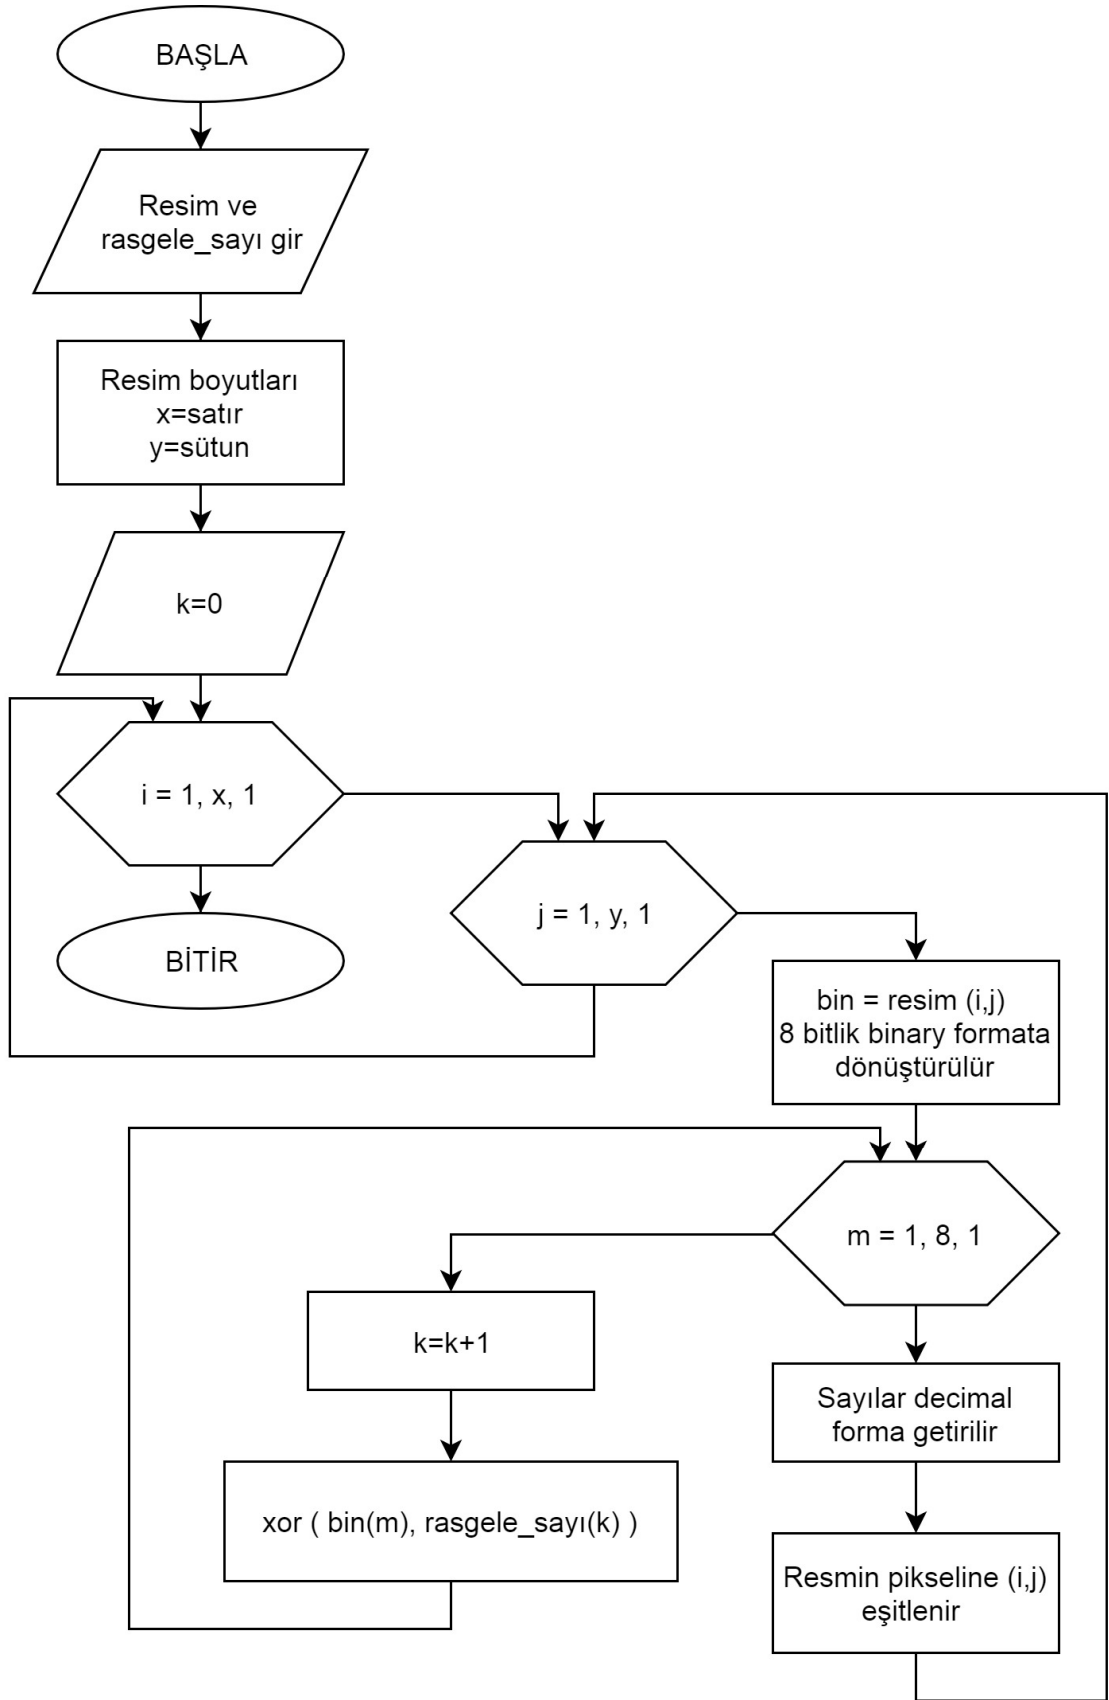 BAŞLA
Resim ve
rasgele_sayı gir
Resim boyutları
x=satır
y=sütun
k=0
i = 1, x, 1
j = 1, y, 1
BİTİR
bin = resim (i,j)
8 bitlik binary formata
dönüştürülür
m = 1, 8, 1
k=k+1
xor ( bin(m), rasgele_sayı(k) )
Sayılar decimal
forma getirilir
Resmin pikseline (i,j)
eşitlenir